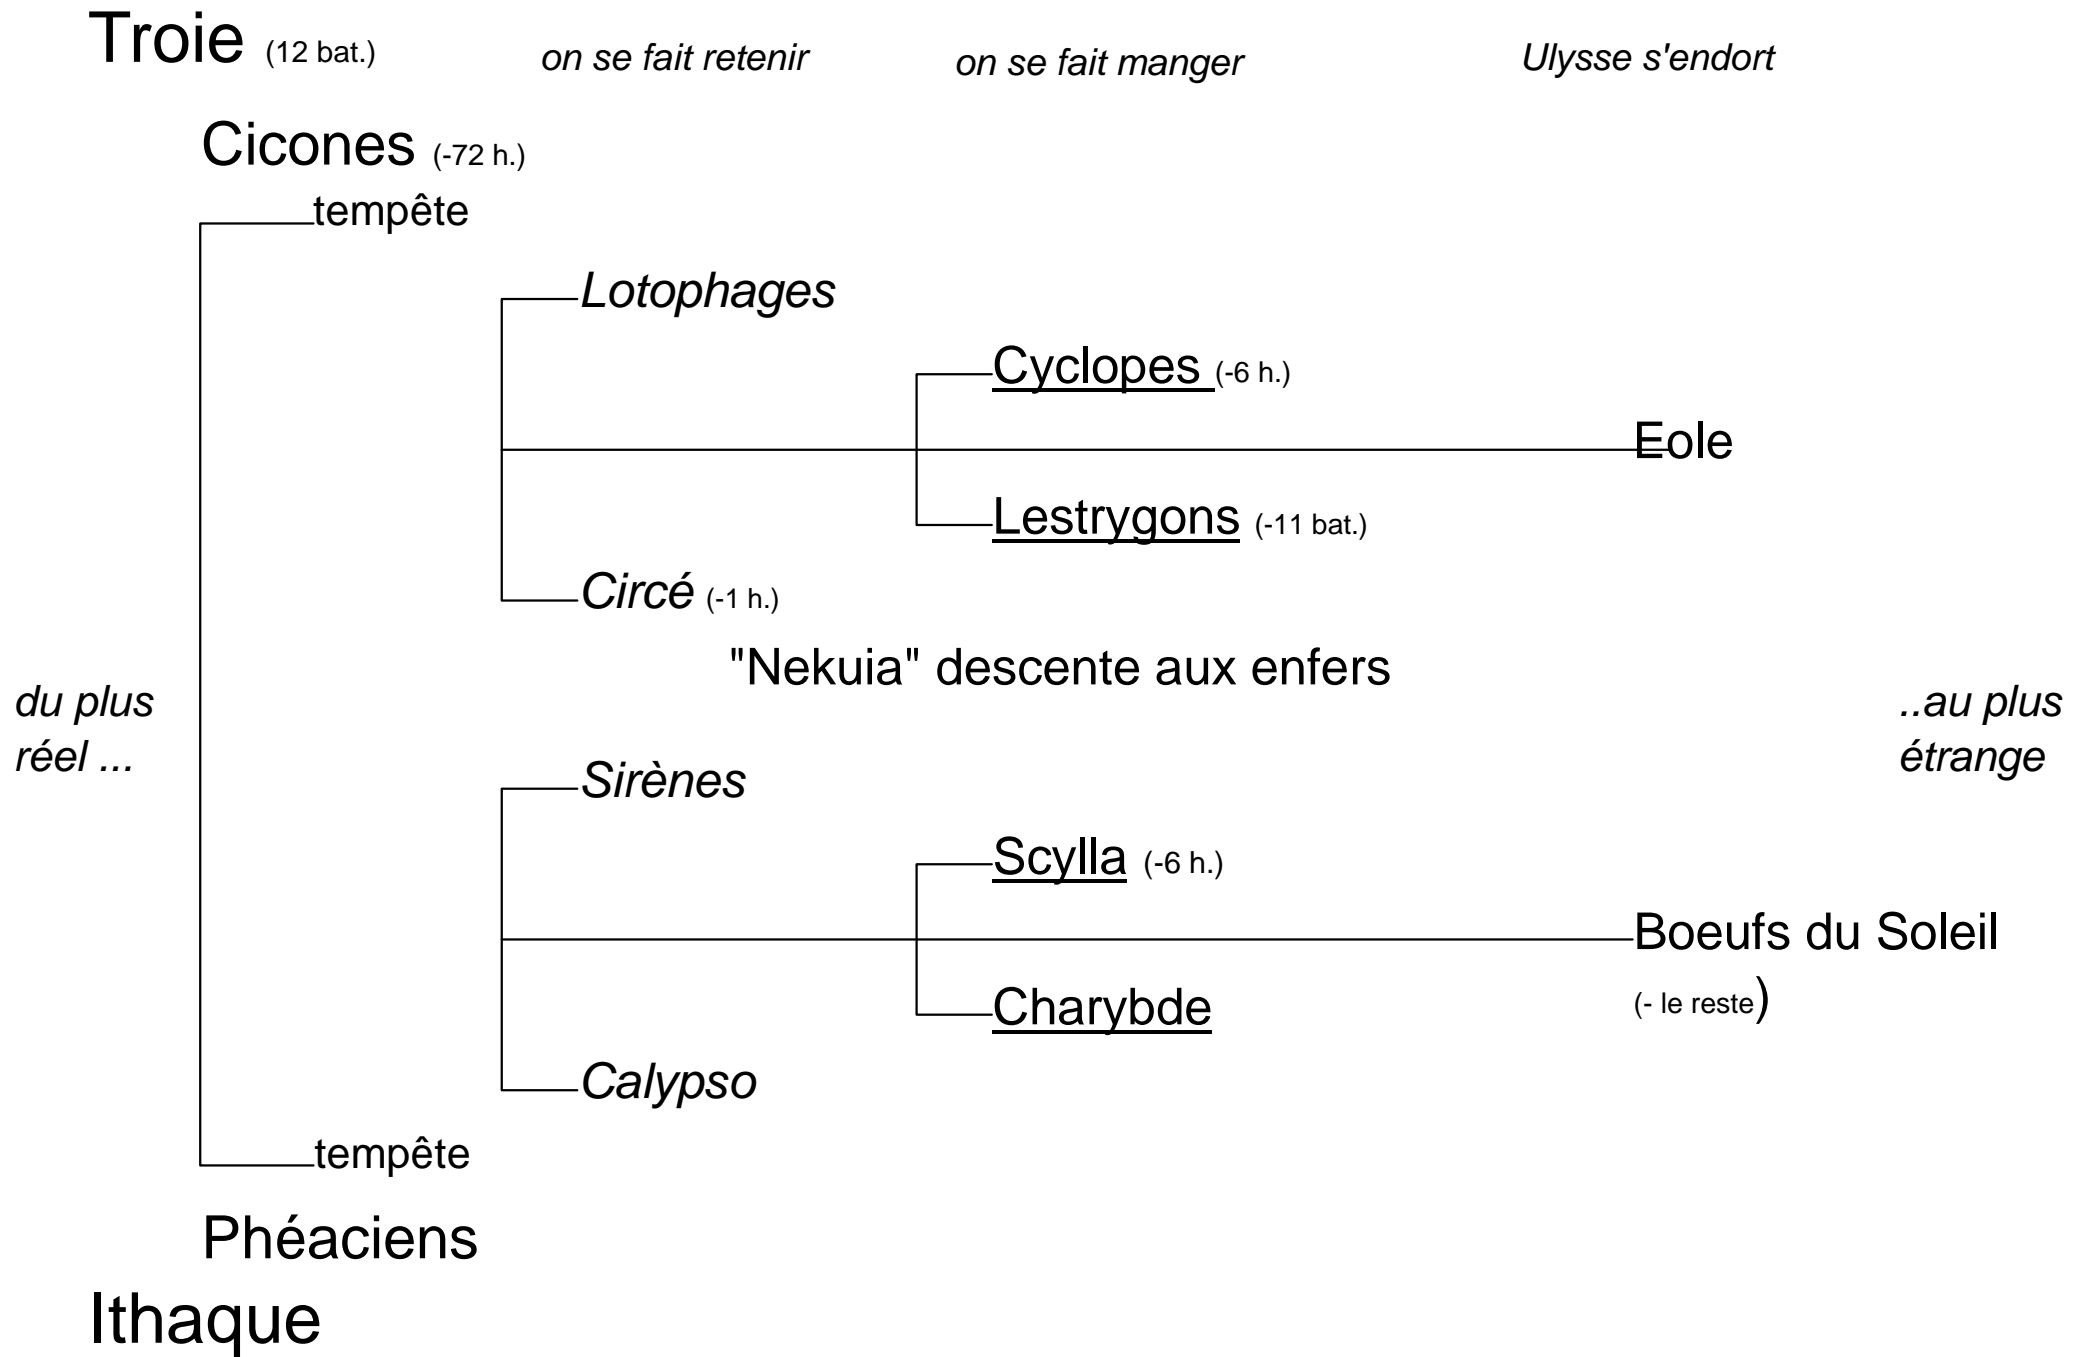 Troie (12 bat.)
on se fait retenir
on se fait manger
Ulysse s'endort
Cicones (-72 h.)
tempête
Lotophages
Cyclopes (-6 h.)
Eole
Lestrygons (-11 bat.)
Circé (-1 h.)
"Nekuia" descente aux enfers
du plus
réel ...
..au plus
étrange
Sirènes
Scylla (-6 h.)
Boeufs du Soleil
(- le reste)
Charybde
Calypso
tempête
Phéaciens
Ithaque